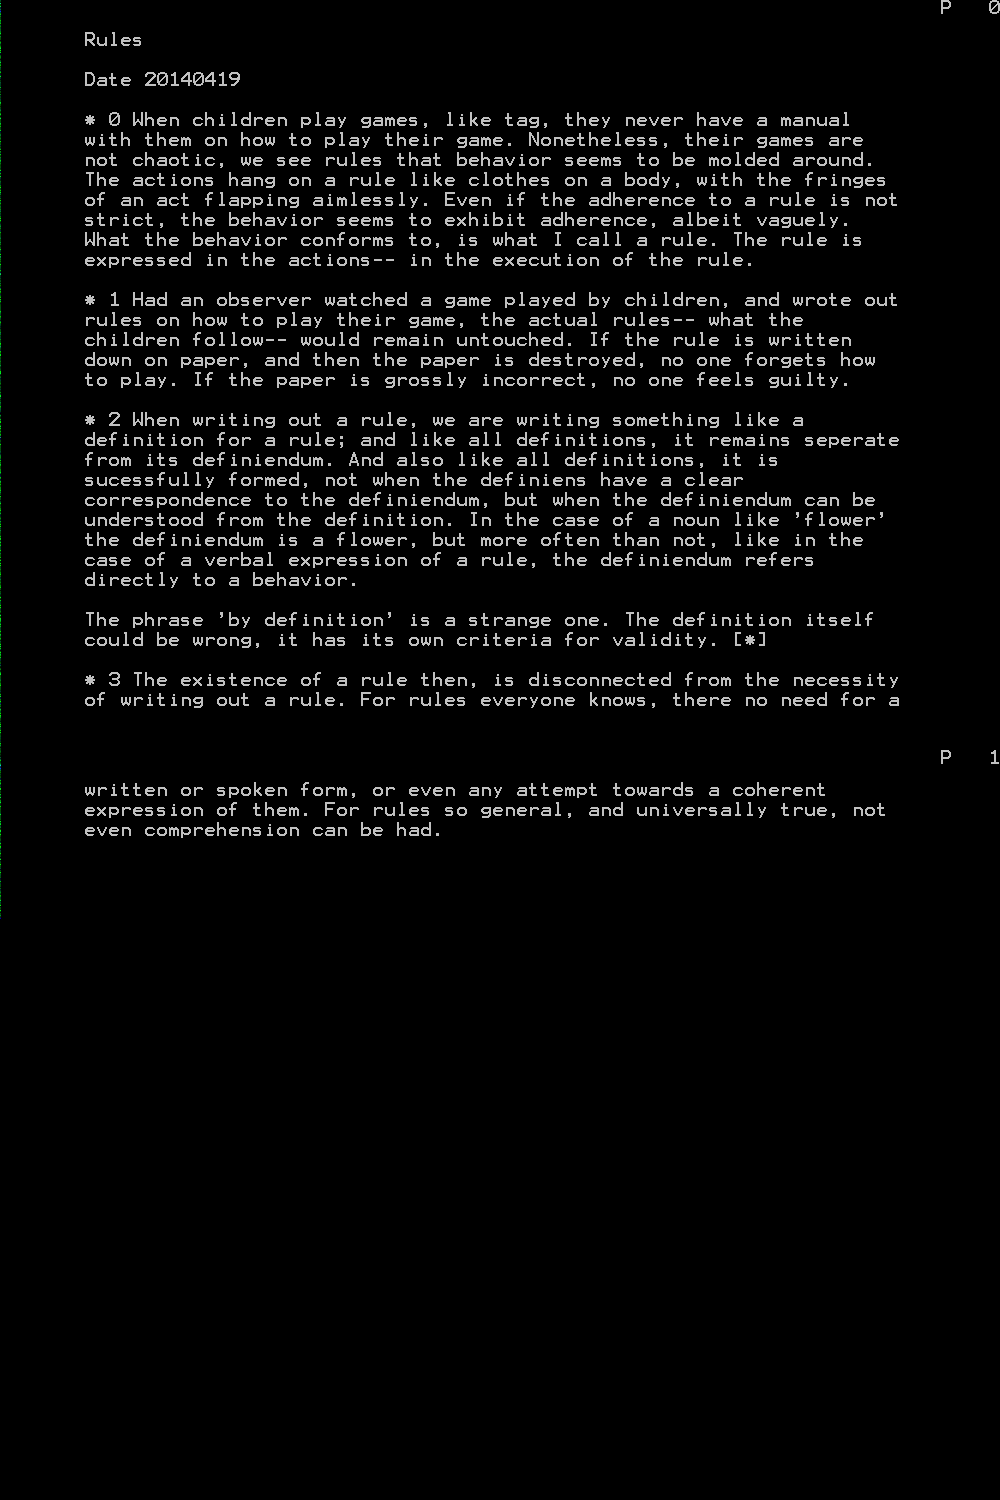 P 0
Rules
Date 20140419
* 0 When children play games, like tag, they never have a manual
with them on how to play their game. Nonetheless, their games are
not chaotic, we see rules that behavior seems to be molded around.
The actions hang on a rule like clothes on a body, with the fringes
of an act flapping aimlessly. Even if the adherence to a rule is not
strict, the behavior seems to exhibit adherence, albeit vaguely.
What the behavior conforms to, is what I call a rule. The rule is
expressed in the actions-- in the execution of the rule.
* 1 Had an observer watched a game played by children, and wrote out
rules on how to play their game, the actual rules-- what the
children follow-- would remain untouched. If the rule is written
down on paper, and then the paper is destroyed, no one forgets how
to play. If the paper is grossly incorrect, no one feels guilty.
* 2 When writing out a rule, we are writing something like a
definition for a rule; and like all definitions, it remains seperate
from its definiendum. And also like all definitions, it is
sucessfully formed, not when the definiens have a clear
correspondence to the definiendum, but when the definiendum can be
understood from the definition. In the case of a noun like 'flower'
the definiendum is a flower, but more often than not, like in the
case of a verbal expression of a rule, the definiendum refers
directly to a behavior.
The phrase 'by definition' is a strange one. The definition itself
could be wrong, it has its own criteria for validity. [*]
* 3 The existence of a rule then, is disconnected from the necessity
of writing out a rule. For rules everyone knows, there no need for a
P 1
written or spoken form, or even any attempt towards a coherent
expression of them. For rules so general, and universally true, not
even comprehension can be had.